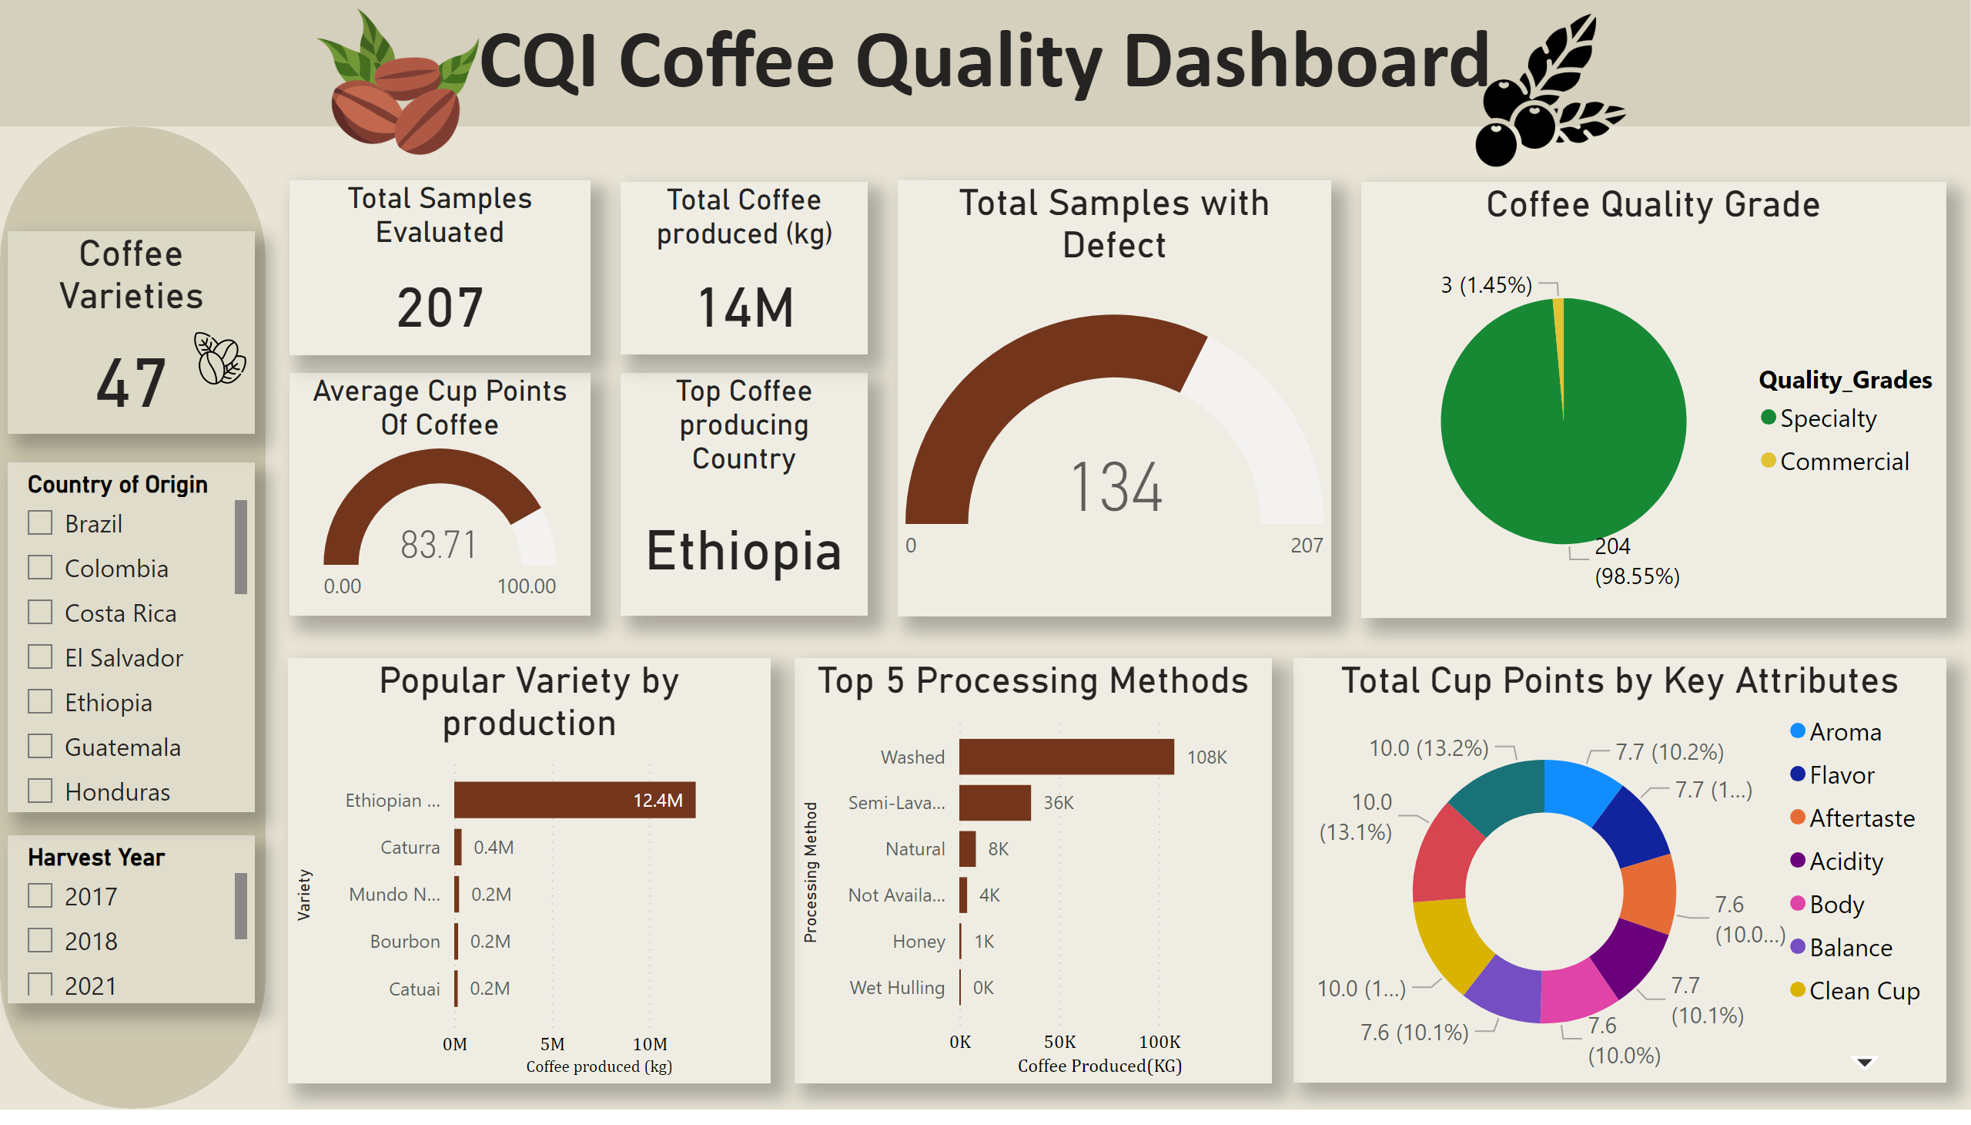 CQI Coffee Quality Dashboard
Coffee
Varieties
47
Country of Origin
Brazil
Colombia
Costa Rica
El Salvador
Ethiopia
Guatemala
Honduras
Harvest Year
2017
2018
2021
Total Samples
Evaluated
207
Total Coffee
produced (kg)
14M
Average Cup Points
Of Coffee
83.71
0.00
100.00
Top Coffee
producing
Country
Ethiopia
Total Samples with
Defect
134
0
207
Coffee Quality Grade
3 (1.45%)
204
(98.55%)
Quality_Grades
Specialty
Commercial
Popular Variety by
production
Variety
Ethiopian ...
12.4M
Caturra
0.4M
Mundo N...
0.2M
Bourbon
0.2M
Catuai
0.2M
0M
5M
10M
Coffee produced (kg)
Top 5 Processing Methods
Processing Method
Washed
108K
Semi-Lava...
36K
Natural
8K
Not Availa...
4K
Honey
1K
Wet Hulling
0K
0K
50K
100K
Coffee Produced(KG)
Total Cup Points by Key Attributes
10.0 (13.2%)
7.7 (10.2%)
7.7 (1...)
10.0
(13.1%)
7.6
(10.0...)
7.7
(10.1%)
7.6
(10.0%)
7.6 (10.1%)
10.0 (1...)
Aroma
Flavor
Aftertaste
Acidity
Body
Balance
Clean Cup